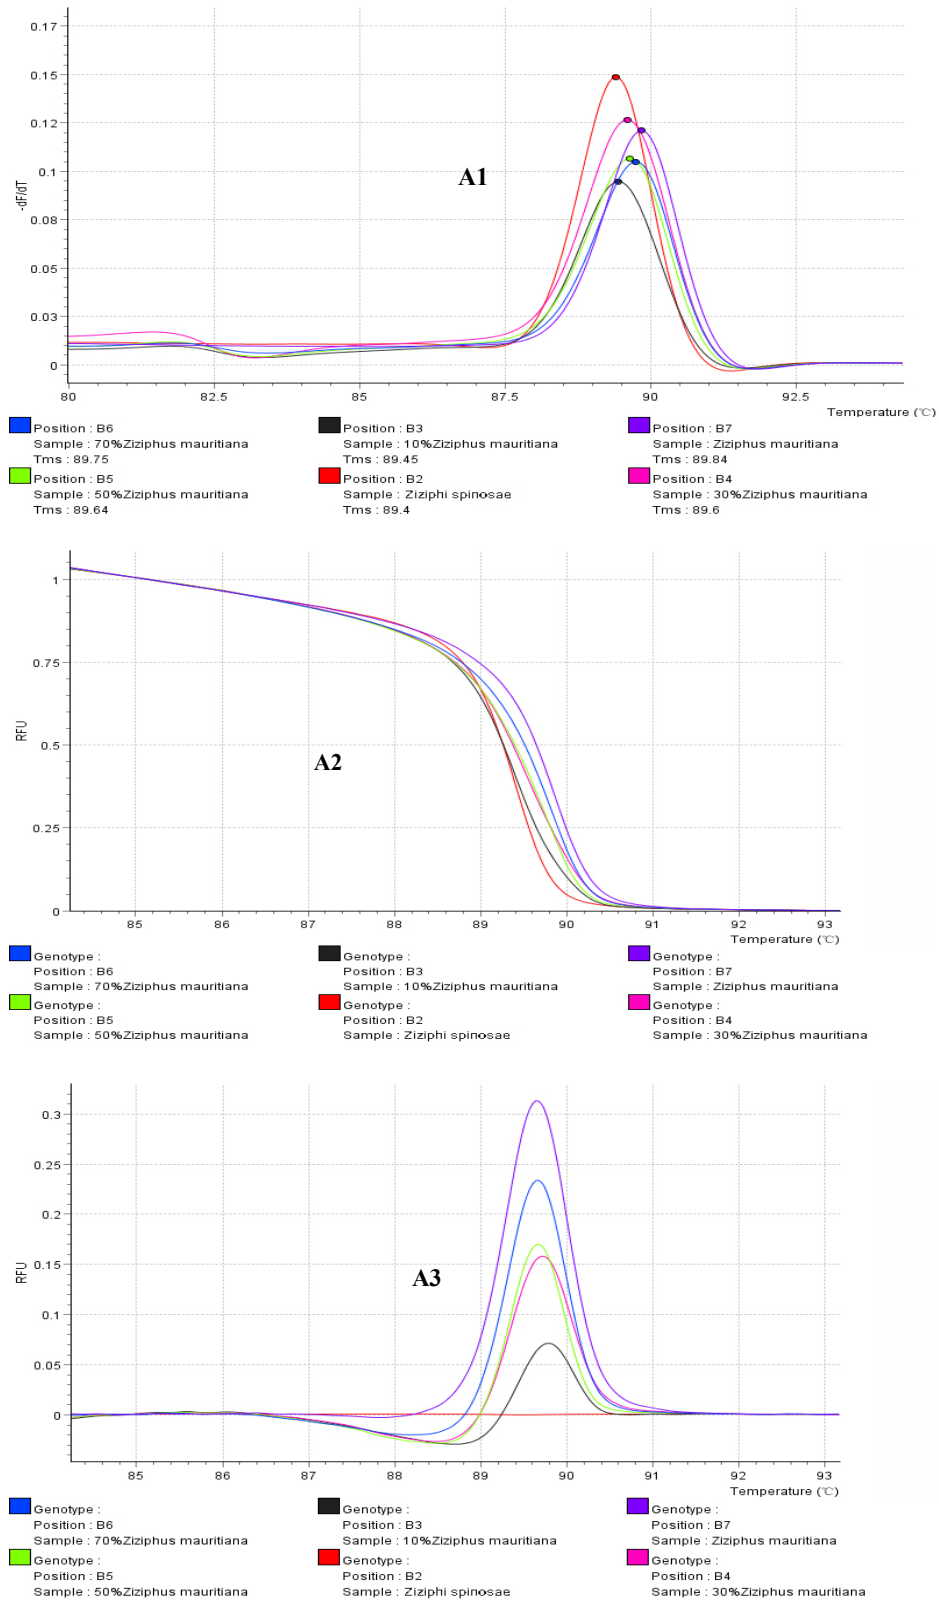 0.17
0.15
0.12
0.1
0.08
0.05
0.03
0
-dF/dT
A1
80
82.5
85
87.5
90
92.5
Temperature (℃)
Position : B6
Sample : 70%Ziziphus mauritiana
Tms : 89.75
Position : B3
Sample : 10%Ziziphus mauritiana
Tms : 89.45
Position : B7
Sample : Ziziphus mauritiana
Tms : 89.84
Position : B5
Sample : 50%Ziziphus mauritiana
Tms : 89.64
Position : B2
Sample : Ziziphi spinosae
Tms : 89.4
Position : B4
Sample : 30%Ziziphus mauritiana
Tms : 89.6
1
0.75
0.5
0.25
0
RFU
A2
85
86
87
88
89
90
91
92
93
Temperature (℃)
Genotype :
Position : B6
Sample : 70%Ziziphus mauritiana
Genotype :
Position : B3
Sample : 10%Ziziphus mauritiana
Genotype :
Position : B7
Sample : Ziziphus mauritiana
Genotype :
Position : B5
Sample : 50%Ziziphus mauritiana
Genotype :
Position : B2
Sample : Ziziphi spinosae
Genotype :
Position : B4
Sample : 30%Ziziphus mauritiana
0.3
0.25
0.2
0.15
0.1
0.05
0
RFU
A3
85
86
87
88
89
90
91
92
93
Temperature (℃)
Genotype :
Position : B6
Sample : 70%Ziziphus mauritiana
Genotype :
Position : B3
Sample : 10%Ziziphus mauritiana
Genotype :
Position : B7
Sample : Ziziphus mauritiana
Genotype :
Position : B5
Sample : 50%Ziziphus mauritiana
Genotype :
Position : B2
Sample : Ziziphi spinosae
Genotype :
Position : B4
Sample : 30%Ziziphus mauritiana